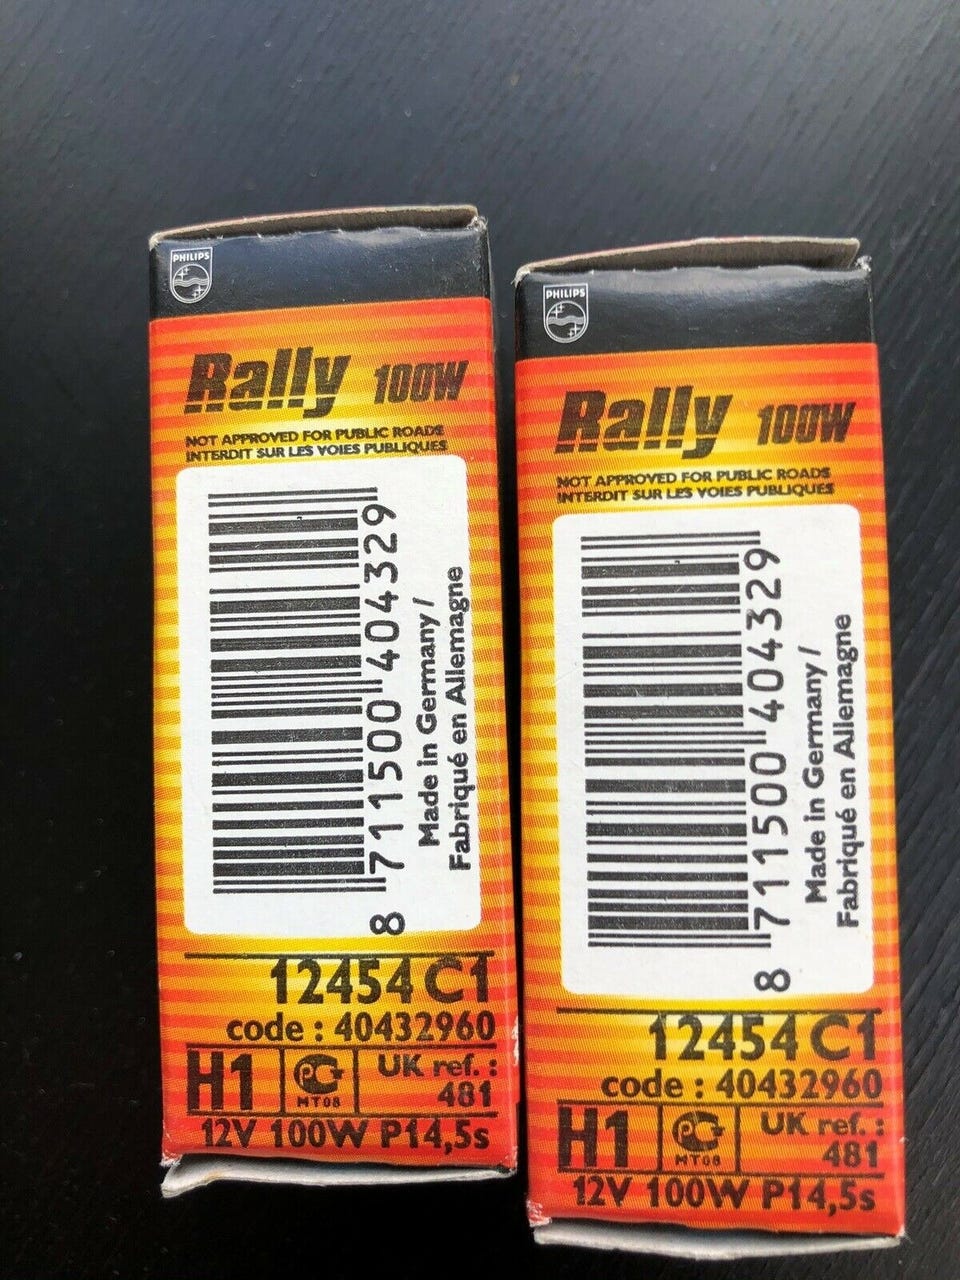 PHILIPS
Rally 100W
NOT APPROVED FOR PUBLIC ROADS
INTERDIT SUR LES VOIES PUBLIQUES
8 711500 404329
Made in Germany /
Fabriqué en Allemagne
12454 C1
code : 40432960
H1
MT08
UK ref. :
481
12V 100W P14,5s
PHILIPS
Rally 100W
NOT APPROVED FOR PUBLIC ROADS
INTERDIT SUR LES VOIES PUBLIQUES
8 711500 404329
Made in Germany /
Fabriqué en Allemagne
12454 C1
code : 40432960
H1
MT08
UK ref. :
481
12V 100W P14,5s